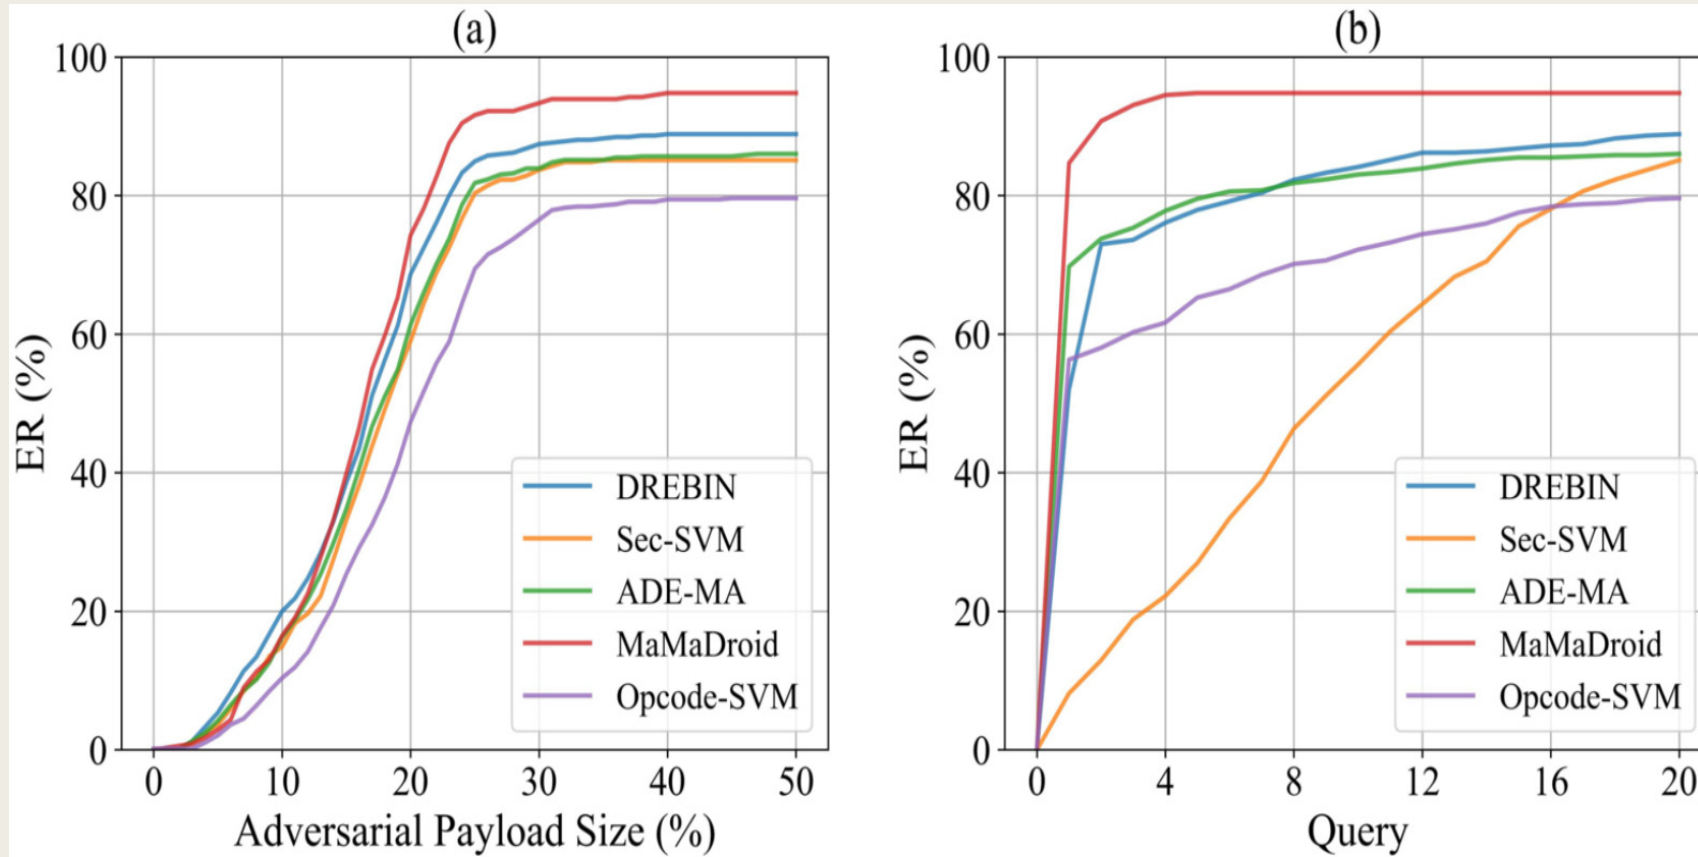 (a)
100
80
60
40
20
0
ER (%)
0 10 20 30 40 50
Adversarial Payload Size (%)
DREBIN
Sec-SVM
ADE-MA
MaMaDroid
Opcode-SVM
(b)
100
80
60
40
20
0
ER (%)
0 4 8 12 16 20
Query
DREBIN
Sec-SVM
ADE-MA
MaMaDroid
Opcode-SVM